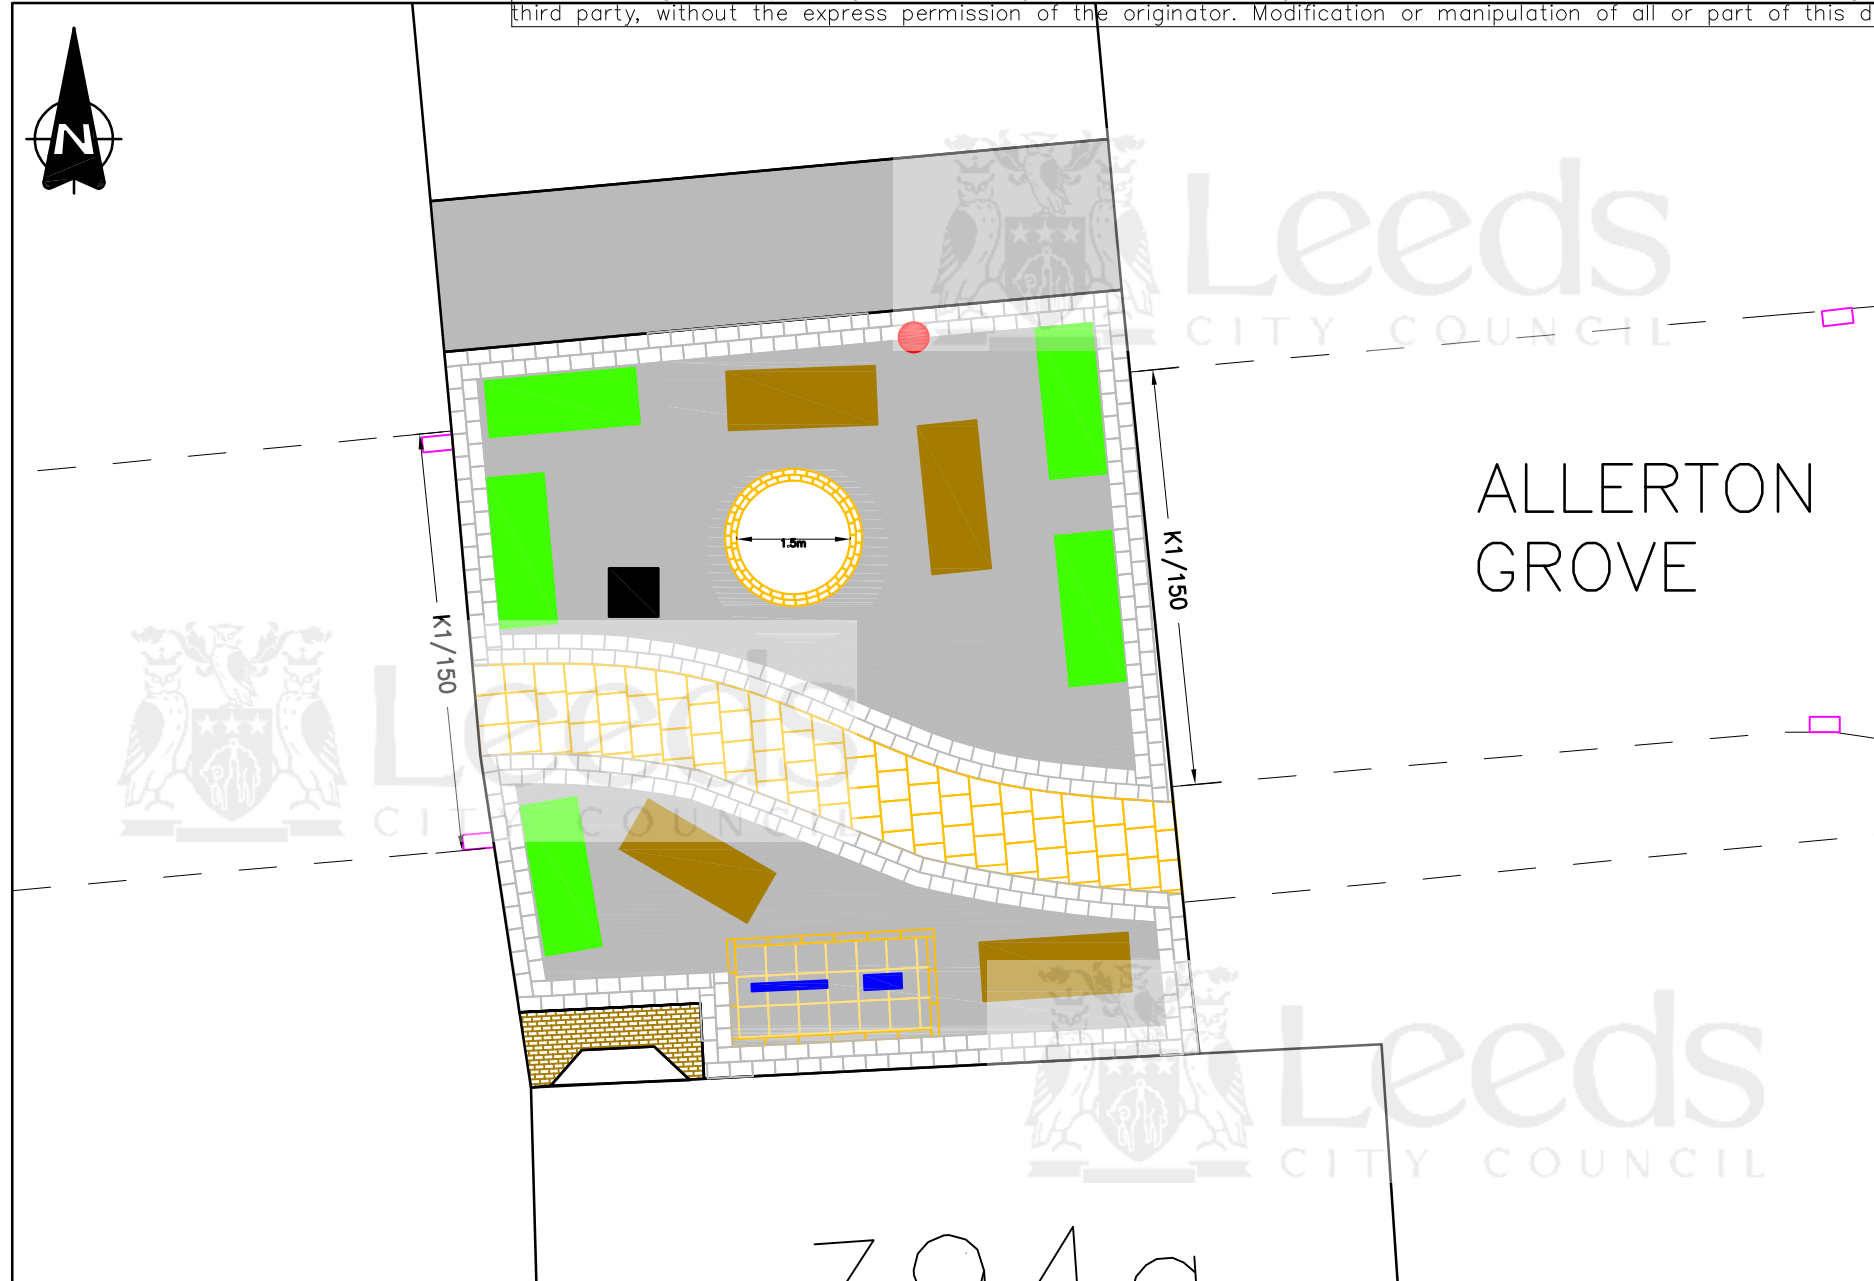 third party, without the express permission of the originator. Modification or manipulation of all or part of this d
N
Leeds
CITY COUNCIL
ALLERTON
GROVE
1.5m
K1/150
K1/150
Leeds
CITY COUNCIL
Leeds
CITY COUNCIL
394a